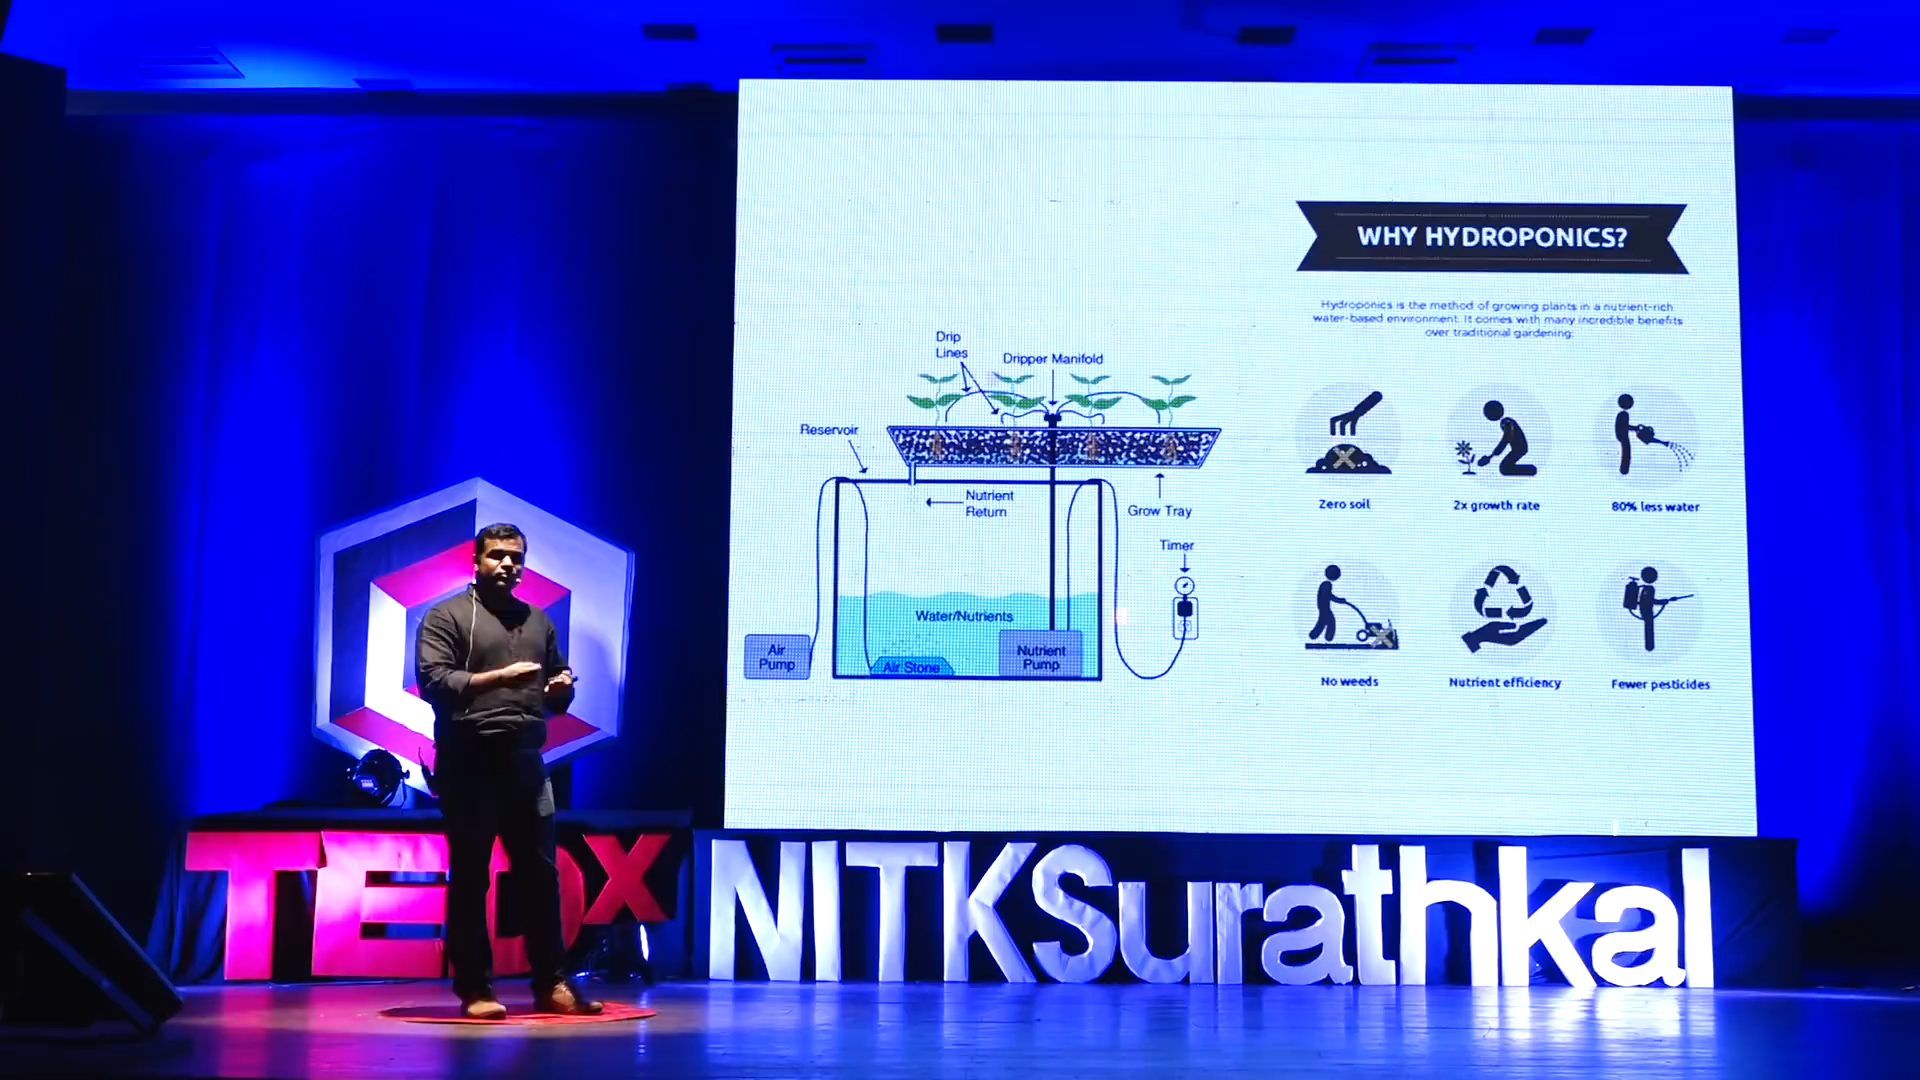 WHY HYDROPONICS?
Hydroponics is the method of growing plants in a nutrient-rich
water-based environment. It comes with many incredible benefits
over traditional gardening:
Drip
Lines
Dripper Manifold
Reservoir
Nutrient
Return
Grow Tray
Timer
Water/Nutrients
Air
Pump
Air Stone
Nutrient
Pump
Zero soil
2x growth rate
80% less water
No weeds
Nutrient efficiency
Fewer pesticides
TEDx
NITKSurathkal